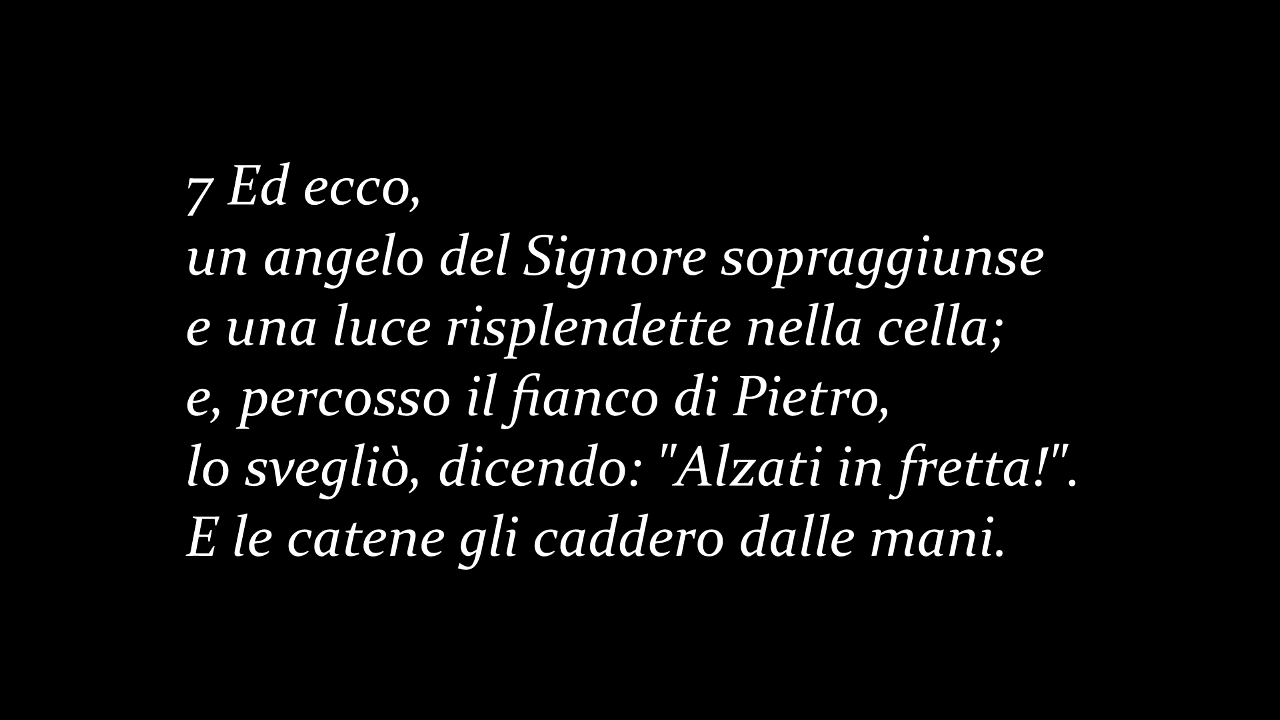 7 Ed ecco,
un angelo del Signore sopraggiunse
e una luce risplendette nella cella;
e, percosso il fianco di Pietro,
lo svegliò, dicendo: "Alzati in fretta!".
E le catene gli caddero dalle mani.